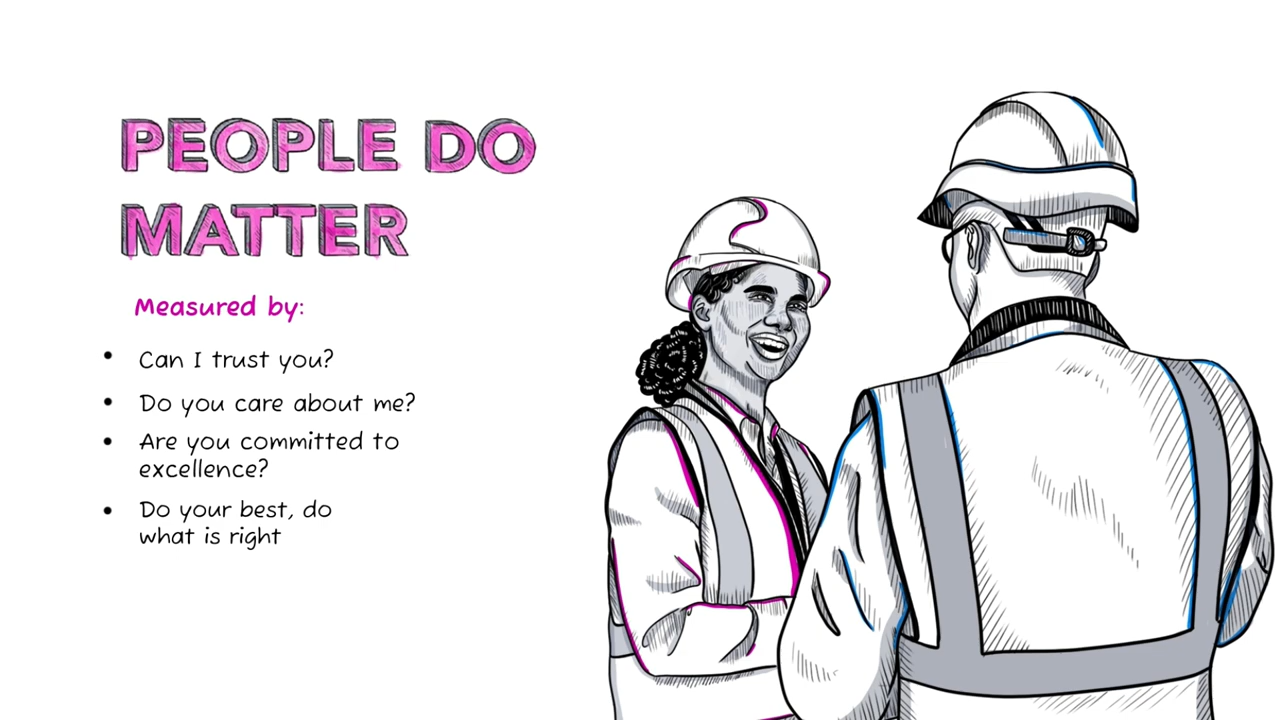 PEOPLE DO
MATTER
Measured by:
• Can I trust you?
• Do you care about me?
• Are you committed to
excellence?
• Do your best, do
what is right